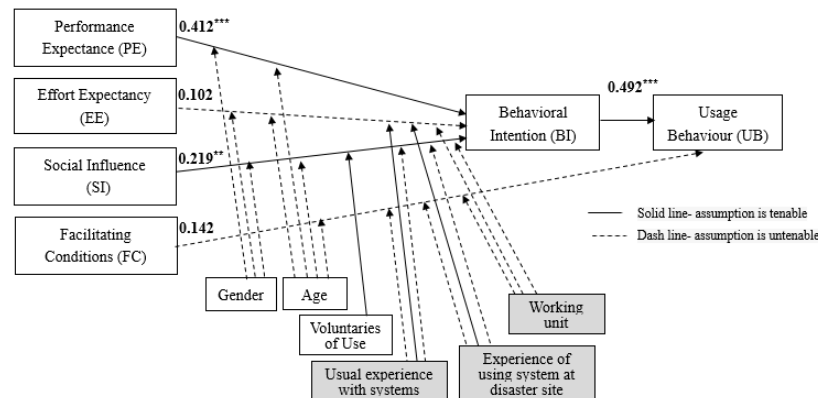 Performance
Expectance (PE)
0.412***
Effort Expectancy
(EE)
0.102
Social Influence
(SI)
0.219**
Facilitating
Conditions (FC)
0.142
Behavioral
Intention (BI)
0.492***
Usage
Behaviour (UB)
Solid line- assumption is tenable
Dash line- assumption is untenable
Gender
Age
Voluntaries
of Use
Usual experience
with systems
Experience of
using system at
disaster site
Working
unit